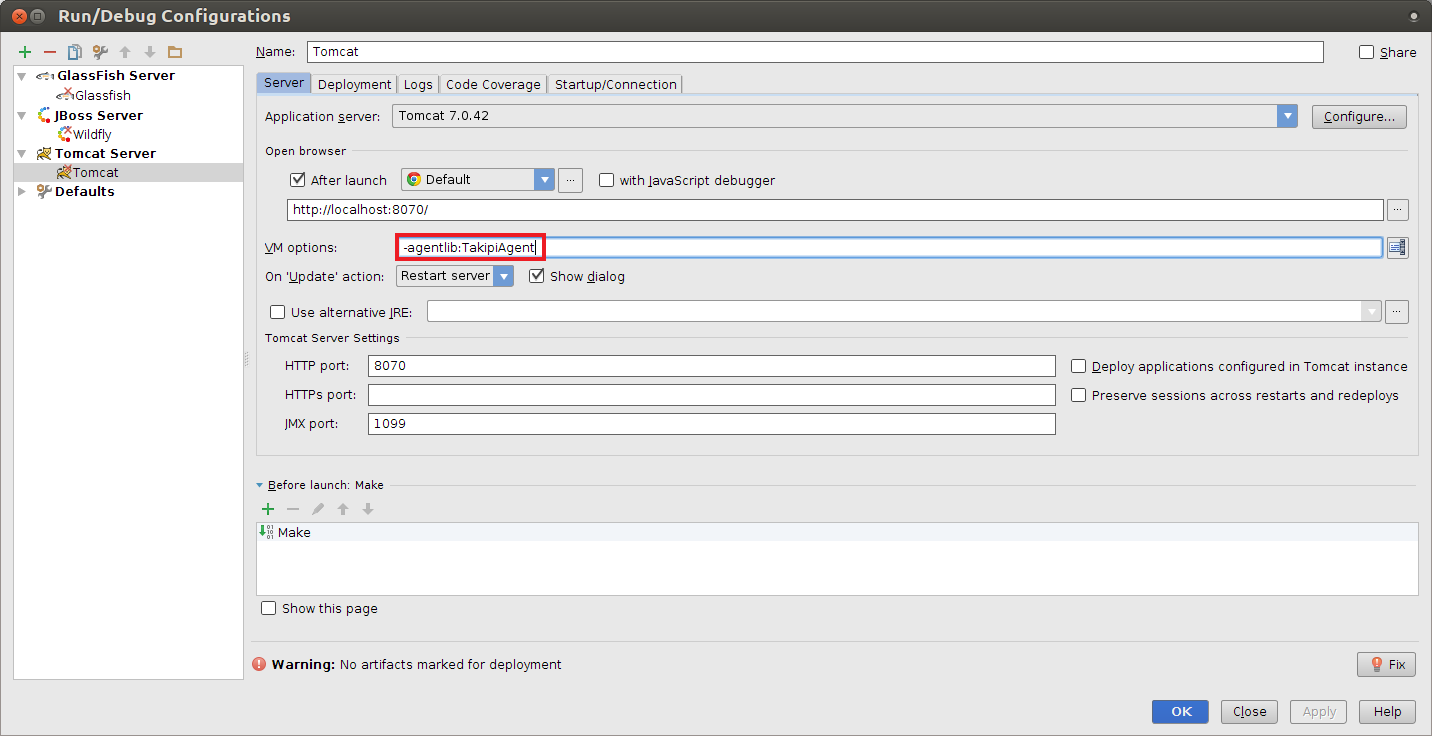 Run/Debug Configurations
Name: Tomcat Share
GlassFish Server
Glassfish
JBoss Server
Wildfly
Tomcat Server
Tomcat
Defaults
Server Deployment Logs Code Coverage Startup/Connection
Application server: Tomcat 7.0.42 Configure...
Open browser
After launch Default ... with JavaScript debugger
http://localhost:8070/ ...
VM options: -agentlib:TakipiAgent
On 'Update' action: Restart server Show dialog
Use alternative JRE: ...
Tomcat Server Settings
HTTP port: 8070 Deploy applications configured in Tomcat instance
HTTPs port: Preserve sessions across restarts and redeploys
JMX port: 1099
Before launch: Make
Make
Show this page
Warning: No artifacts marked for deployment Fix
OK Close Apply Help